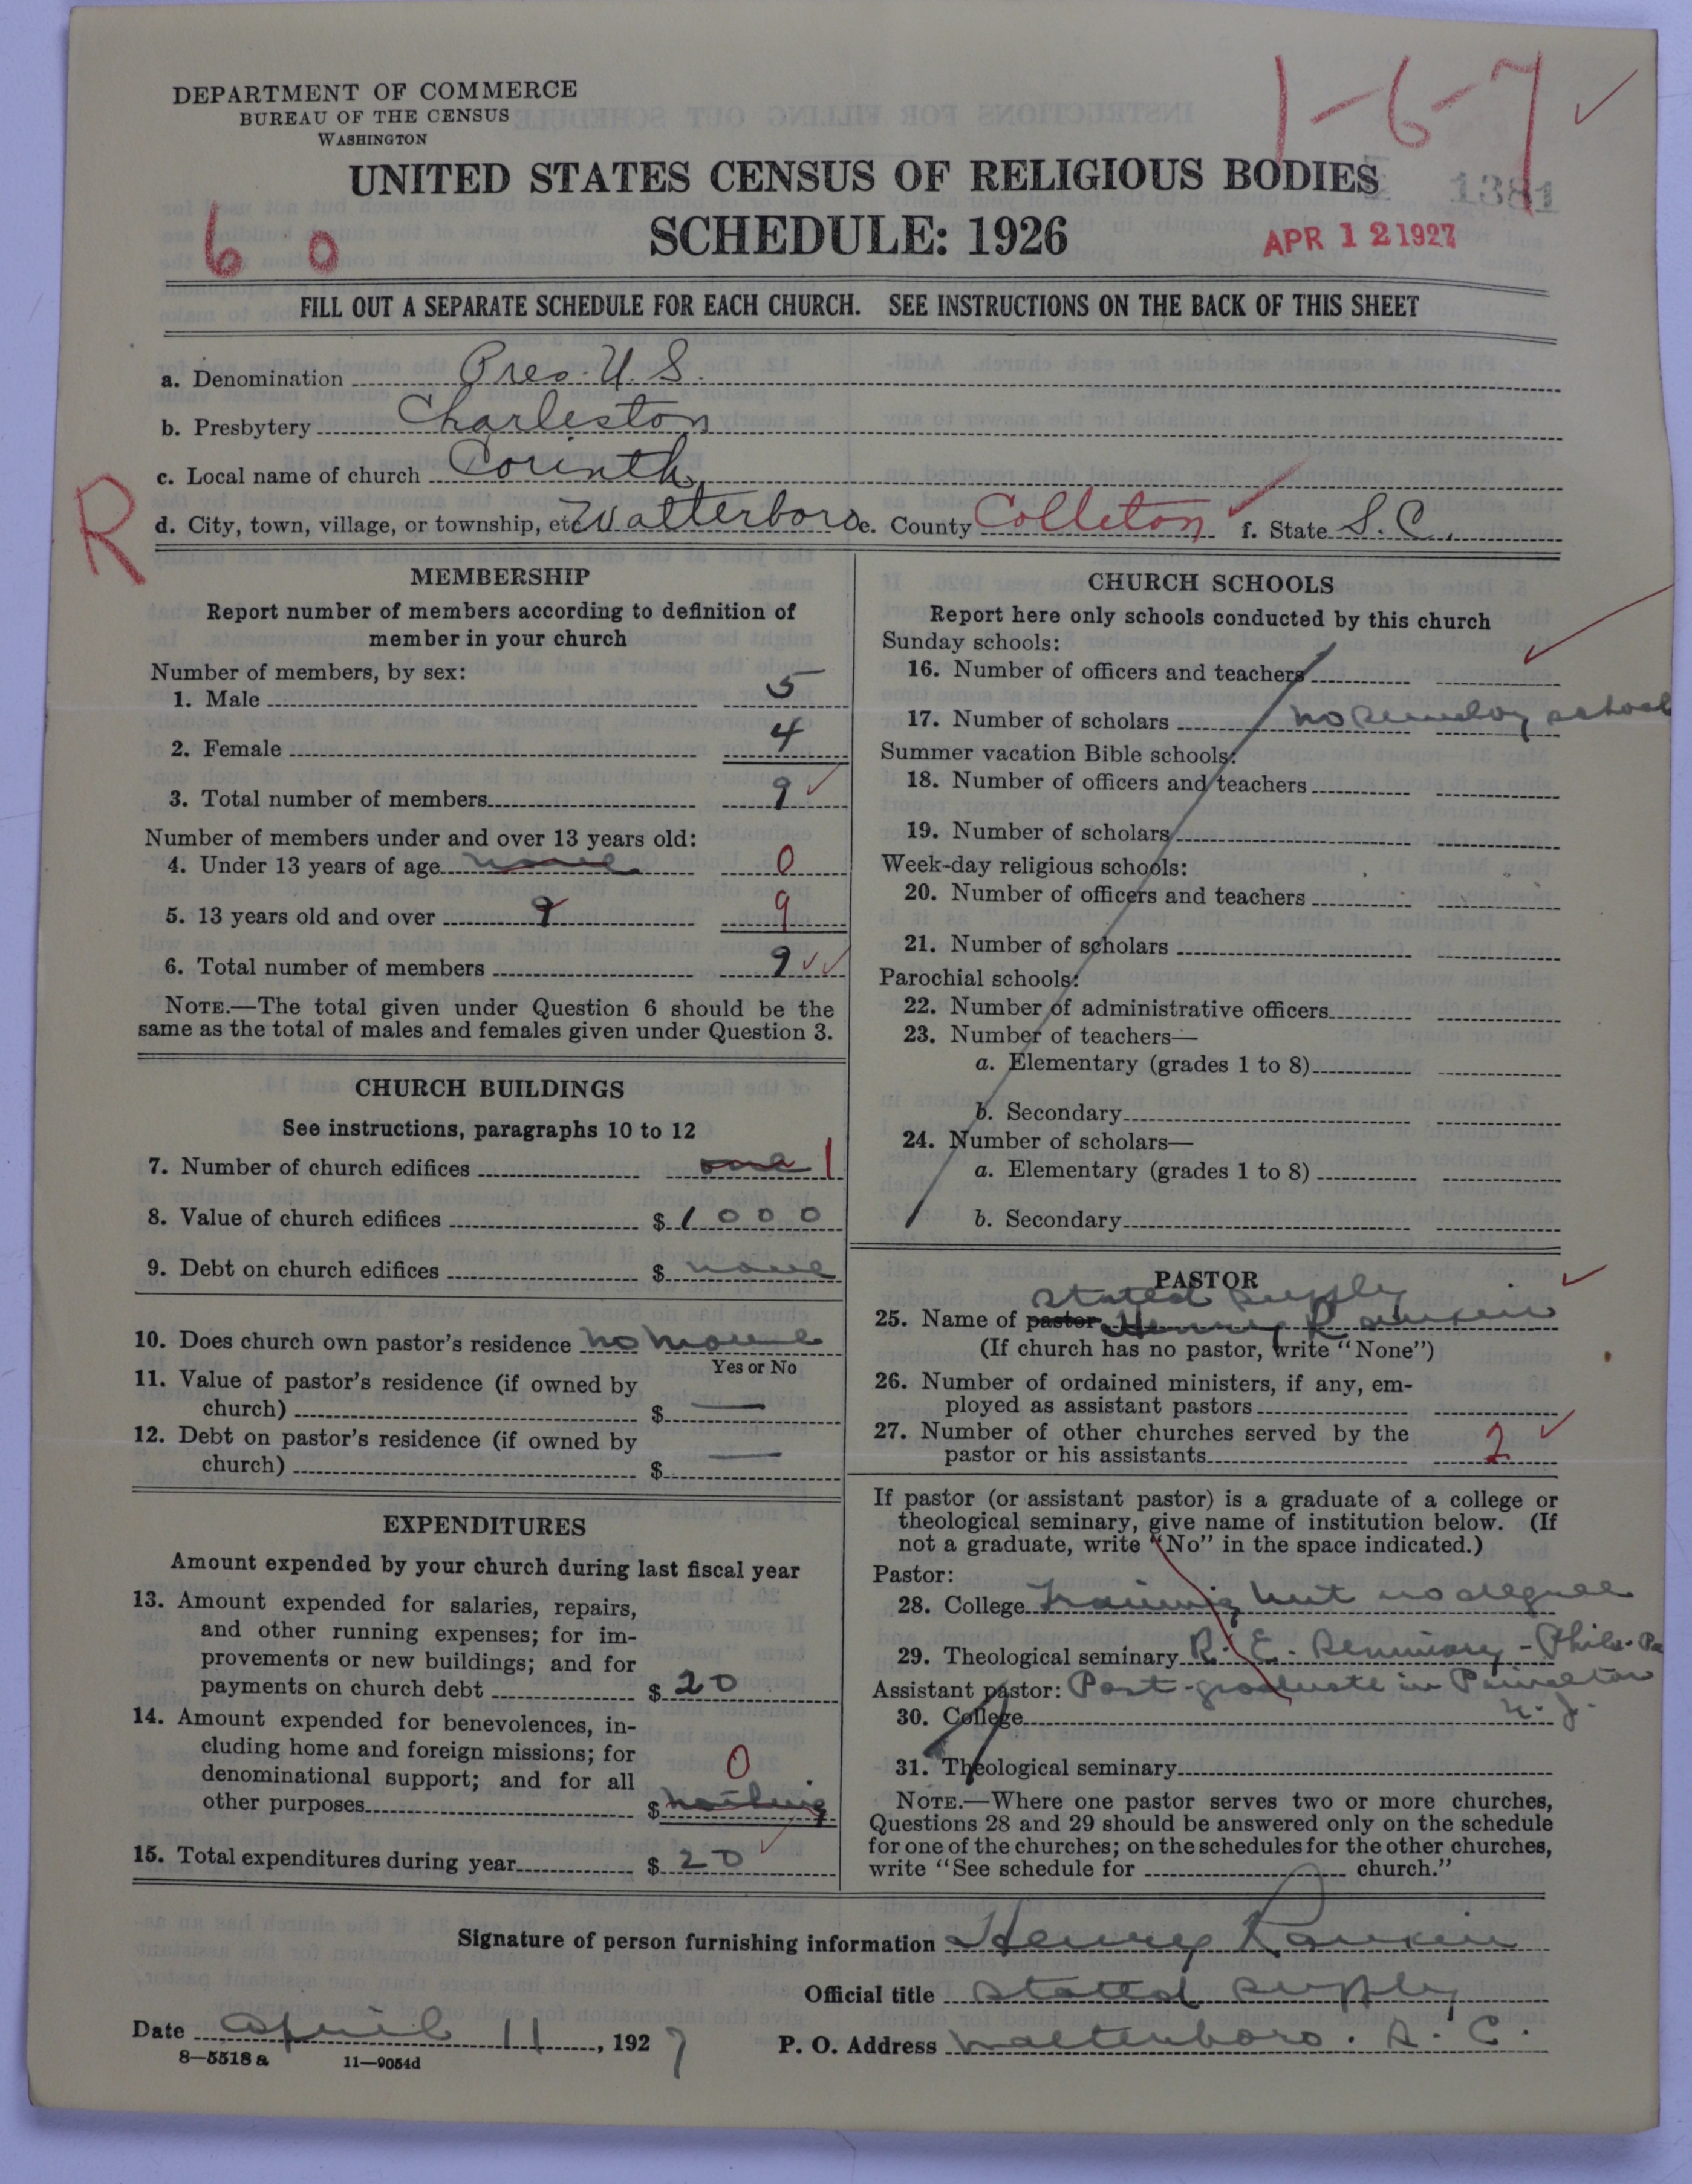 DEPARTMENT OF COMMERCE
BUREAU OF THE CENSUS
WASHINGTON
1-6-7
UNITED STATES CENSUS OF RELIGIOUS BODIES
1381
SCHEDULE: 1926
6 0
APR 12 1927
FILL OUT A SEPARATE SCHEDULE FOR EACH CHURCH. SEE INSTRUCTIONS ON THE BACK OF THIS SHEET
a. Denomination Pres. U. S.
b. Presbytery Charleston
c. Local name of church Corinth
R
d. City, town, village, or township, etc Walterboro e. County Colleton f. State S. C.
MEMBERSHIP
Report number of members according to definition of
member in your church
Number of members, by sex:
1. Male 5
2. Female 4
3. Total number of members 9
Number of members under and over 13 years old:
4. Under 13 years of age none 0
5. 13 years old and over 9 9
6. Total number of members 9
NOTE.—The total given under Question 6 should be the
same as the total of males and females given under Question 3.
CHURCH BUILDINGS
See instructions, paragraphs 10 to 12
7. Number of church edifices one 1
8. Value of church edifices $ 1000
9. Debt on church edifices $ none
10. Does church own pastor's residence no manse
Yes or No
11. Value of pastor's residence (if owned by
church) $ —
12. Debt on pastor's residence (if owned by
church) $ —
EXPENDITURES
Amount expended by your church during last fiscal year
13. Amount expended for salaries, repairs,
and other running expenses; for im-
provements or new buildings; and for
payments on church debt $ 20
14. Amount expended for benevolences, in-
cluding home and foreign missions; for
denominational support; and for all
0
other purposes $ nothing
15. Total expenditures during year $ 20
CHURCH SCHOOLS
Report here only schools conducted by this church
Sunday schools:
16. Number of officers and teachers
17. Number of scholars no Sunday school
Summer vacation Bible schools:
18. Number of officers and teachers
19. Number of scholars
Week-day religious schools:
20. Number of officers and teachers
21. Number of scholars
Parochial schools:
22. Number of administrative officers
23. Number of teachers—
a. Elementary (grades 1 to 8)
b. Secondary
24. Number of scholars—
a. Elementary (grades 1 to 8)
b. Secondary
PASTOR
stated supply
25. Name of pastor Henry Rankin
(If church has no pastor, write "None")
26. Number of ordained ministers, if any, em-
ployed as assistant pastors
27. Number of other churches served by the
pastor or his assistants 2
If pastor (or assistant pastor) is a graduate of a college or
theological seminary, give name of institution below. (If
not a graduate, write "No" in the space indicated.)
Pastor:
28. College Training but no degree
29. Theological seminary R. E. Seminary - Phila. Pa
Assistant pastor: Post-graduate in Princeton
30. College N. J.
31. Theological seminary
NOTE.—Where one pastor serves two or more churches,
Questions 28 and 29 should be answered only on the schedule
for one of the churches; on the schedules for the other churches,
write "See schedule for church."
Signature of person furnishing information Henry Rankin
Official title stated supply
Date April 11, 1927 P. O. Address Walterboro. S. C.
8—5518 a 11—9054d